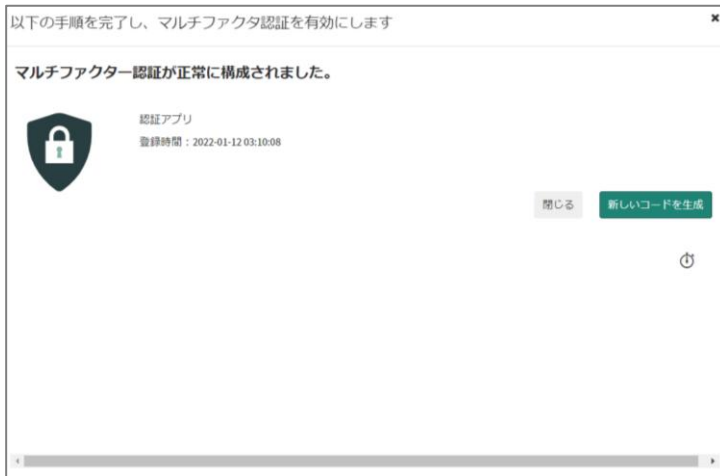 以下の手順を完了し、マルチファクタ認証を有効にします
マルチファクター認証が正常に構成されました。
認証アプリ
登録時間：2022-01-12 03:10:08
閉じる
新しいコードを生成